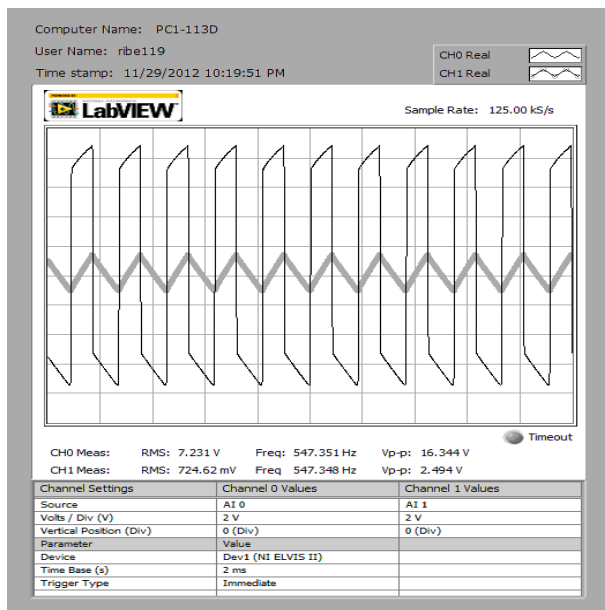 Computer Name: PC1-113D
User Name: ribe119
Time stamp: 11/29/2012 10:19:51 PM
CH0 Real
CH1 Real
LabVIEW
Sample Rate: 125.00 kS/s
Timeout
CH0 Meas: RMS: 7.231 V Freq: 547.351 Hz Vp-p: 16.344 V
CH1 Meas: RMS: 724.62 mV Freq 547.348 Hz Vp-p: 2.494 V
Channel Settings Channel 0 Values Channel 1 Values
Source AI 0 AI 1
Volts / Div (V) 2 V 2 V
Vertical Position (Div) 0 (Div) 0 (Div)
Parameter Value
Device Dev1 (NI ELVIS II)
Time Base (s) 2 ms
Trigger Type Immediate